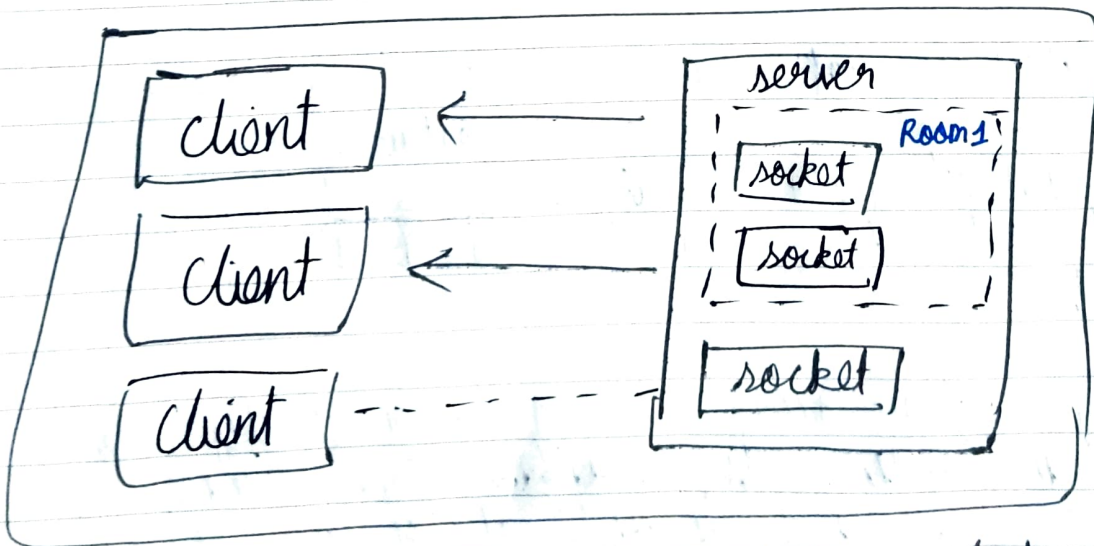 server
Room1
client
socket
client
socket
client
socket